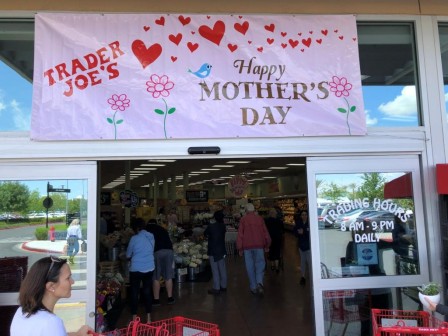 TRADER
JOE'S
Happy
MOTHER'S
DAY
TRADING HOURS
8 AM - 9 PM
DAILY